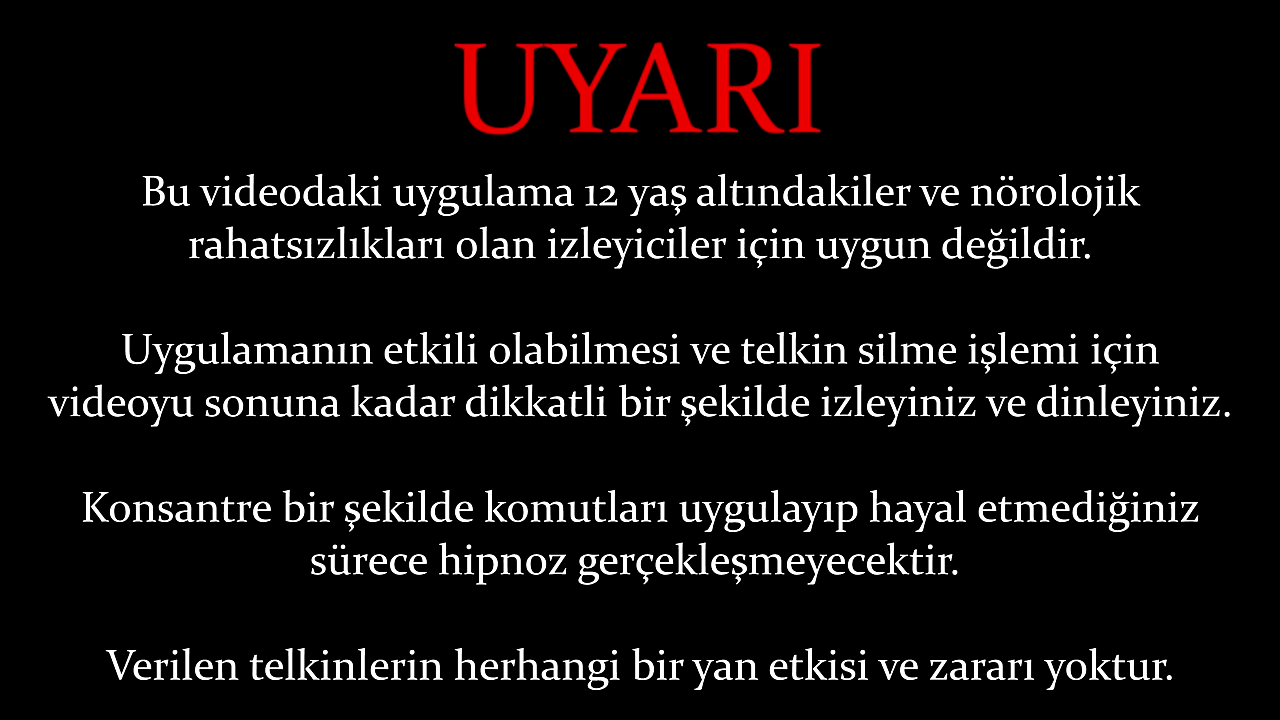 UYARI
Bu videodaki uygulama 12 yaş altındakiler ve nörolojik
rahatsızlıkları olan izleyiciler için uygun değildir.
Uygulamanın etkili olabilmesi ve telkin silme işlemi için
videoyu sonuna kadar dikkatli bir şekilde izleyiniz ve dinleyiniz.
Konsantre bir şekilde komutları uygulayıp hayal etmediğiniz
sürece hipnoz gerçekleşmeyecektir.
Verilen telkinlerin herhangi bir yan etkisi ve zararı yoktur.